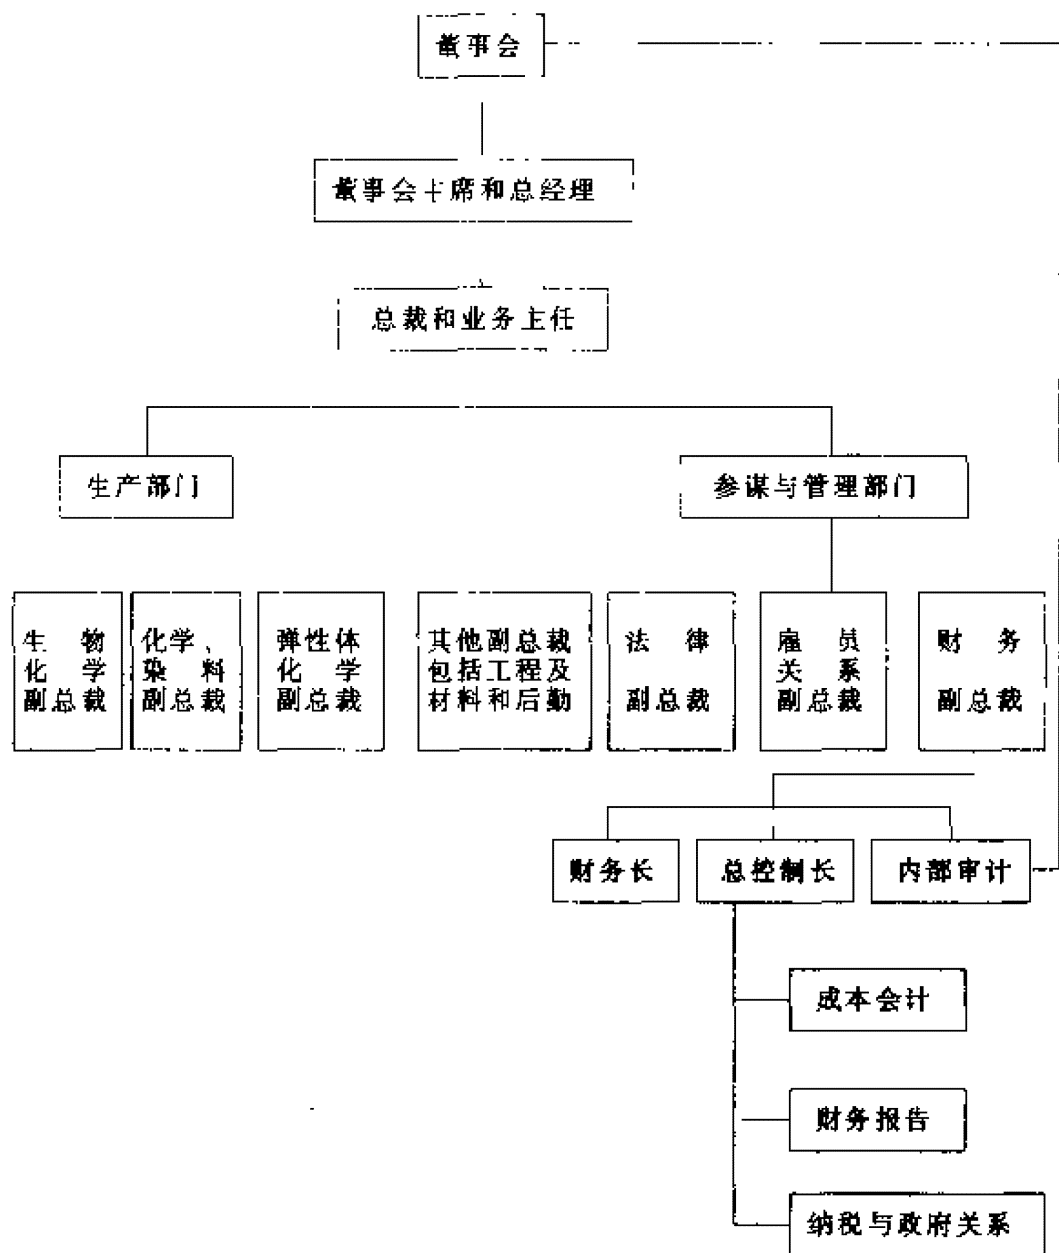 董事会
董事会主席和总经理
总裁和业务主任
生产部门
参谋与管理部门
生物
化学
副总裁
化学、
染料
副总裁
弹性体
化学
副总裁
其他副总裁
包括工程及
材料和后勤
法律
副总裁
雇员
关系
副总裁
财务
副总裁
财务长
总控制长
内部审计
成本会计
财务报告
纳税与政府关系